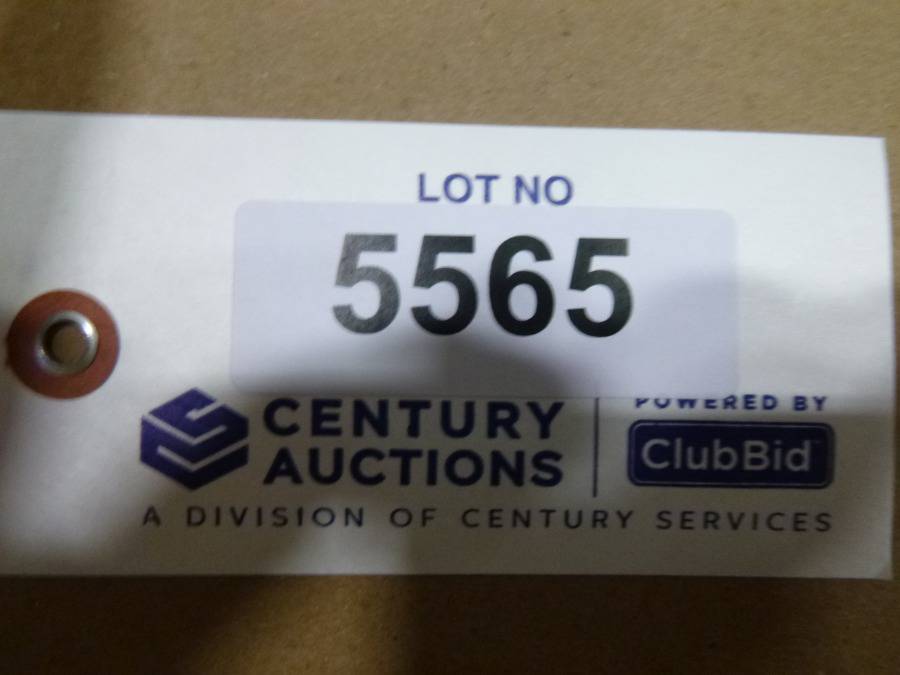 LOT NO
5565
CENTURY
AUCTIONS
POWERED BY
ClubBid
A DIVISION OF CENTURY SERVICES